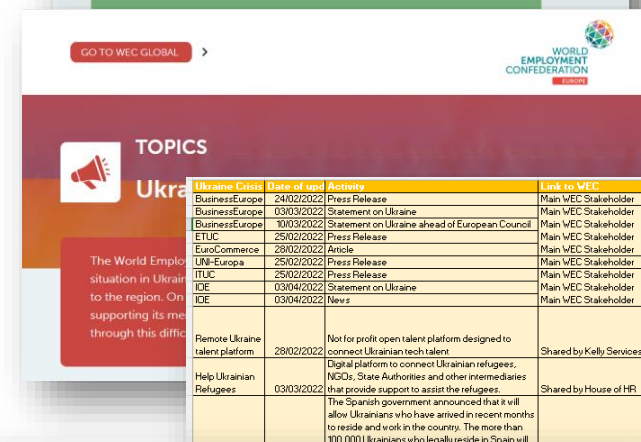 GO TO WEC GLOBAL >
WORLD
EMPLOYMENT
CONFEDERATION
EUROPE
TOPICS
Ukra
The World Emplo
situation in Ukrain
to the region. On
supporting its me
through this diffic
Ukraine Crisis Date of upd Activity Link to WEC
BusinessEurope 24/02/2022 Press Release Main WEC Stakeholder
BusinessEurope 03/03/2022 Statement on Ukraine Main WEC Stakeholder
BusinessEurope 10/03/2022 Statement on Ukraine ahead of European Council Main WEC Stakeholder
ETUC 25/02/2022 Press Release Main WEC Stakeholder
EuroCommerce 28/02/2022 Article Main WEC Stakeholder
UNI-Europa 25/02/2022 Press Release Main WEC Stakeholder
ITUC 25/02/2022 Press Release Main WEC Stakeholder
IOE 03/04/2022 Statement on Ukraine Main WEC Stakeholder
IOE 03/04/2022 News Main WEC Stakeholder
Remote Ukraine Not for profit open talent platform designed to
talent platform 28/02/2022 connect Ukrainian tech talent Shared by Kelly Services
Digital platform to connect Ukrainian refugees,
Help Ukrainian NGOs, State Authorities and other intermediaries
Refugees 03/03/2022 that provide support to assist the refugees. Shared by House of HR
The Spanish government announced that it will
allow Ukrainians who have arrived in recent months
to reside and work in the country. The more than
100,000 Ukrainians who legally reside in Spain will